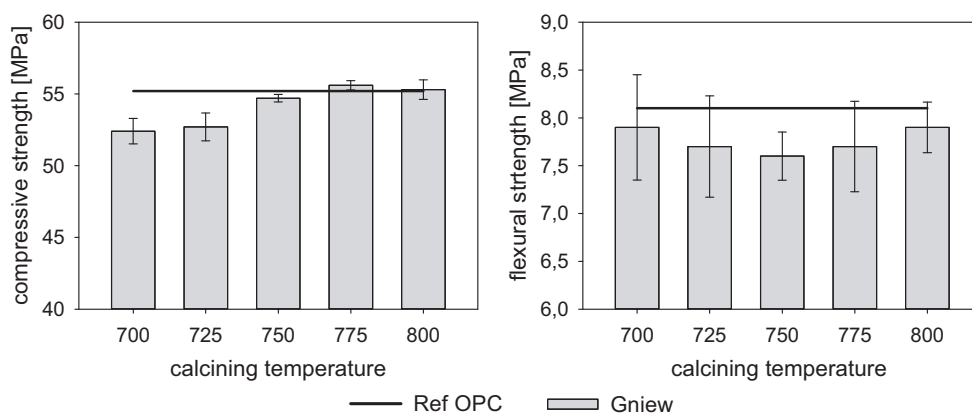 compressive strength [MPa]
60
55
50
45
40
700 725 750 775 800
calcining temperature
flexural strtength [MPa]
9,0
8,5
8,0
7,5
7,0
6,5
6,0
700 725 750 775 800
calcining temperature
Ref OPC Gniew